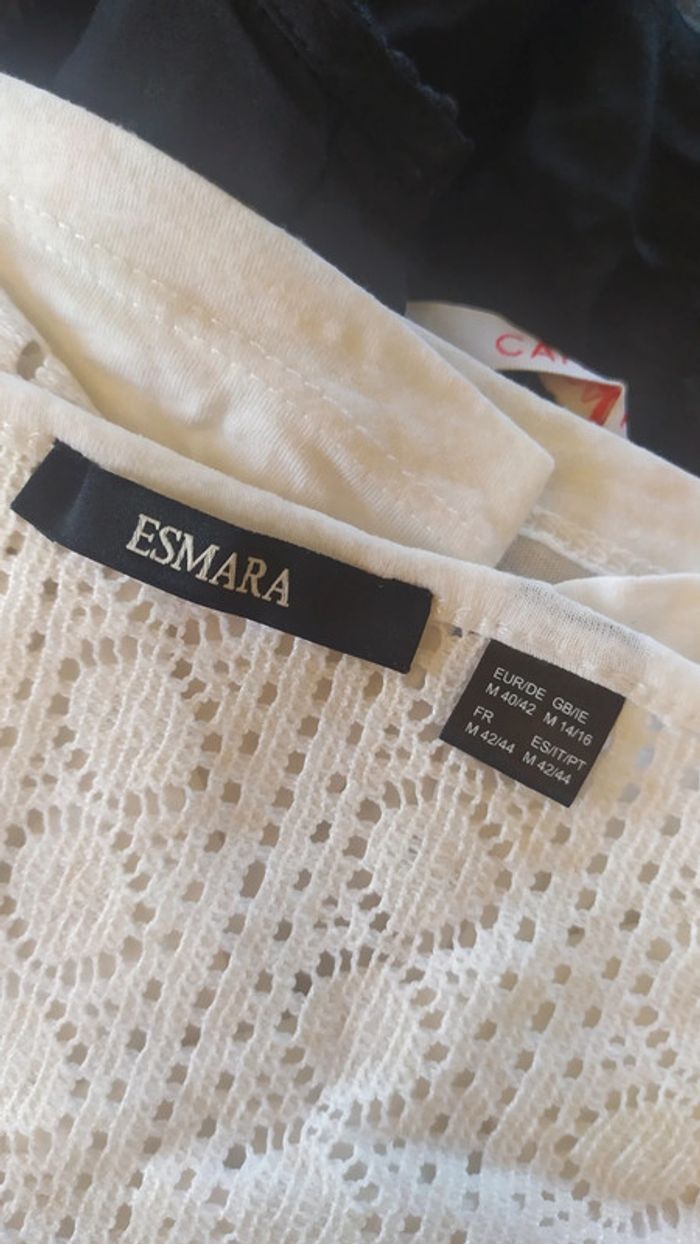 ESMARA
EUR/DE GB/IE
M 40/42 M 14/16
FR ES/IT/PT
M 42/44 M 42/44